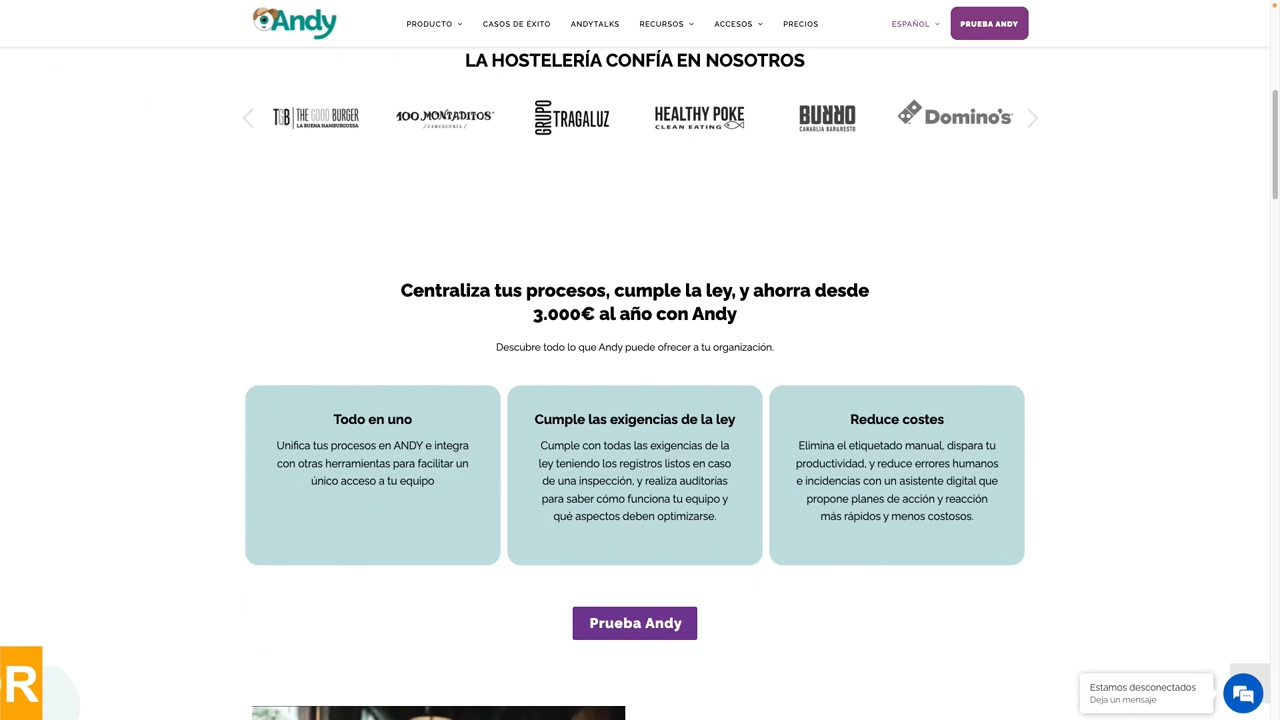 Andy
PRODUCTO
CASOS DE ÉXITO
ANDYTALKS
RECURSOS
ACCESOS
PRECIOS
ESPAÑOL
PRUEBA ANDY
LA HOSTELERÍA CONFÍA EN NOSOTROS
TGB THE GOOD BURGER
LA BUENA HAMBURGUESA
100 MONTADITOS
CERVECERÍA
GRUPO TRAGALUZ
HEALTHY POKE
CLEAN EATING
BURRO
CANAGLIA BAR&RESTO
Domino's
Centraliza tus procesos, cumple la ley, y ahorra desde
3.000€ al año con Andy
Descubre todo lo que Andy puede ofrecer a tu organización.
Todo en uno
Unifica tus procesos en ANDY e integra
con otras herramientas para facilitar un
único acceso a tu equipo
Cumple las exigencias de la ley
Cumple con todas las exigencias de la
ley teniendo los registros listos en caso
de una inspección, y realiza auditorías
para saber cómo funciona tu equipo y
qué aspectos deben optimizarse.
Reduce costes
Elimina el etiquetado manual, dispara tu
productividad, y reduce errores humanos
e incidencias con un asistente digital que
propone planes de acción y reacción
más rápidos y menos costosos.
Prueba Andy
R
Estamos desconectados
Deja un mensaje